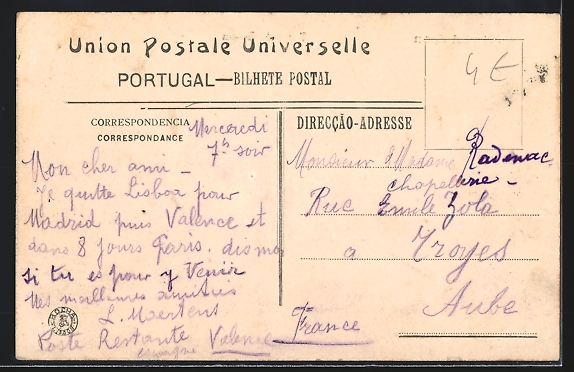 Union Postale Universelle
PORTUGAL—BILHETE POSTAL
4€
CORRESPONDENCIA
CORRESPONDANCE
Mercredi
7h soir
Mon cher ami —
Je quitte Lisboa pour
Madrid puis Valence et
dans 8 jours Paris. dis moi
si tu es pour y venir
Mes meilleures amitiés
L. Maertens
Poste Restante Valence
espagne
DIRECÇÃO-ADRESSE
Monsieur & Madame
chapellerie —
Rue Emile Zola
a Troyes
Aube
France